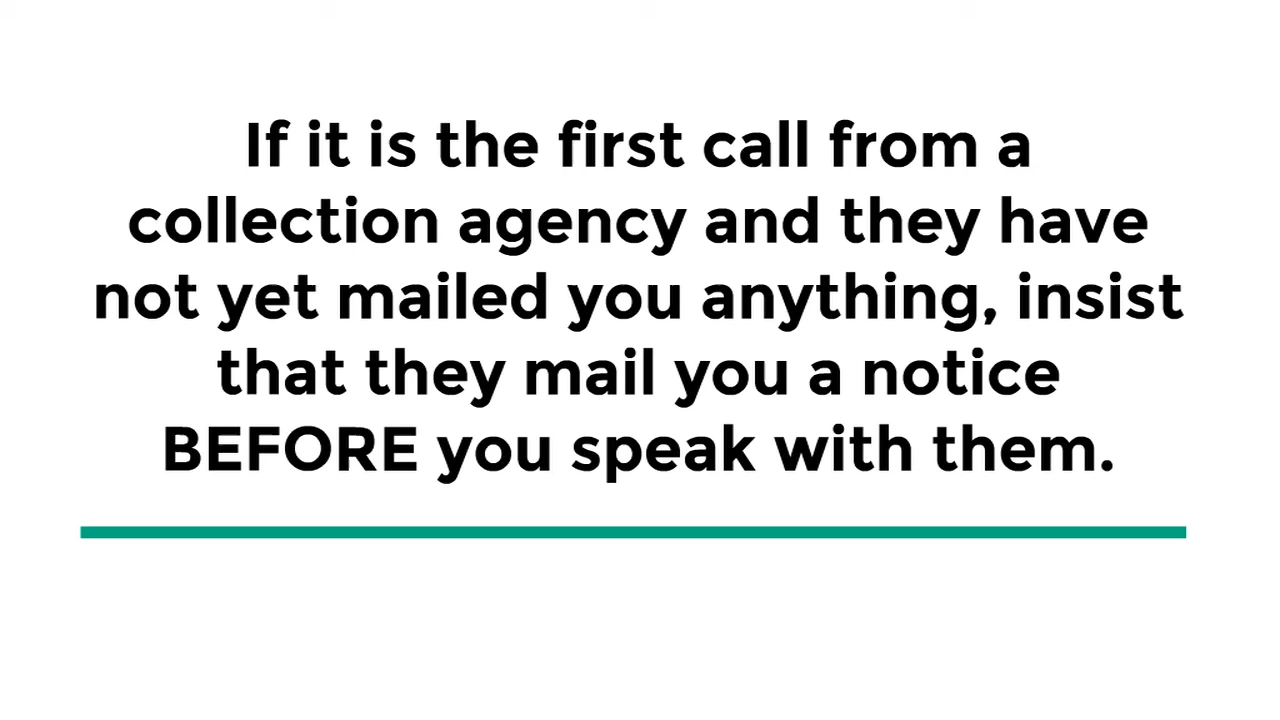 If it is the first call from a
collection agency and they have
not yet mailed you anything, insist
that they mail you a notice
BEFORE you speak with them.